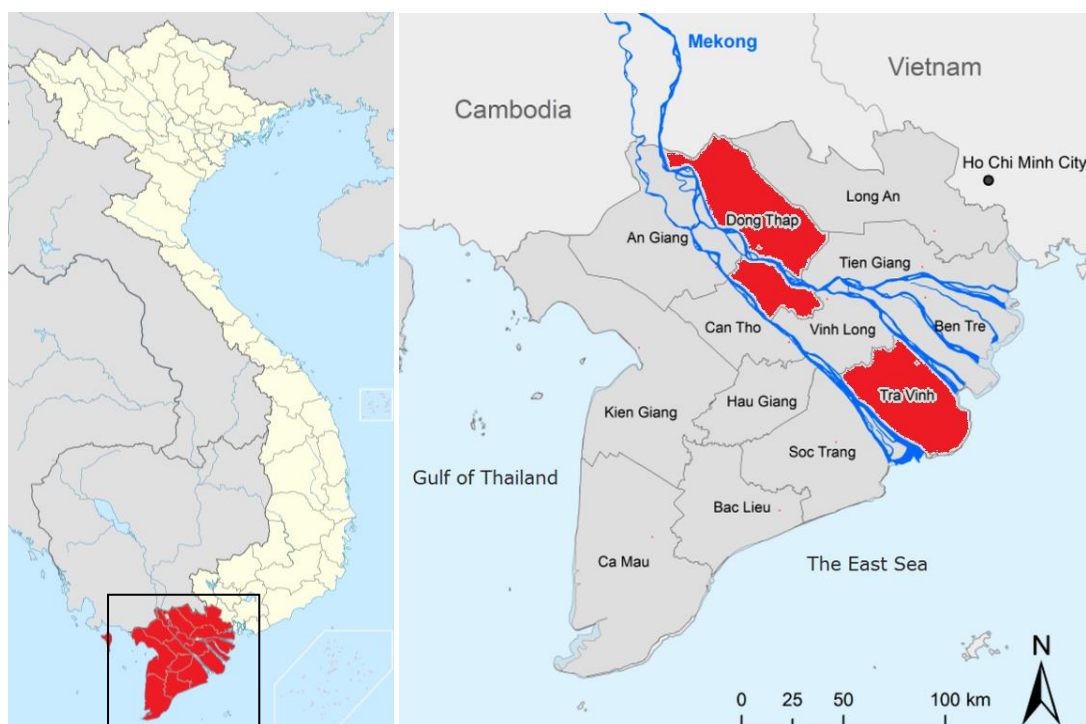 Mekong
Vietnam
Cambodia
Ho Chi Minh City
Long An
Dong Thap
An Giang
Tien Giang
Can Tho
Vinh Long
Ben Tre
Tra Vinh
Hau Giang
Kien Giang
Soc Trang
Gulf of Thailand
Bac Lieu
Ca Mau
The East Sea
N
0 25 50 100 km